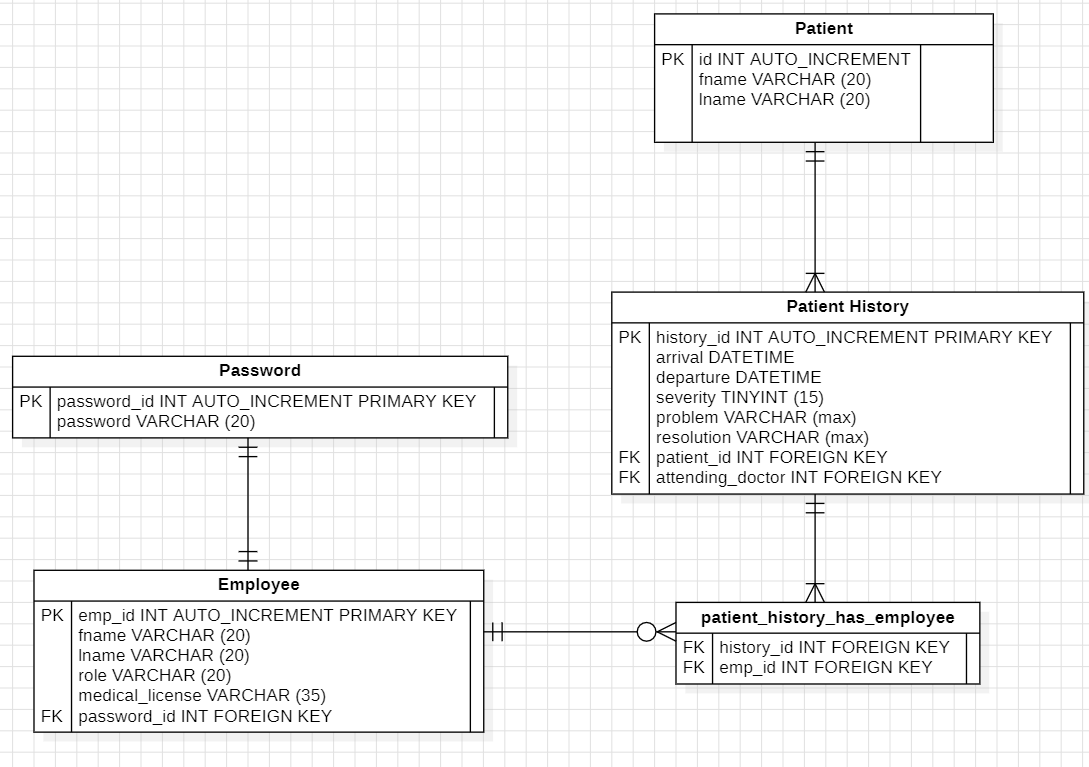 Patient
PK id INT AUTO_INCREMENT
fname VARCHAR (20)
lname VARCHAR (20)
Patient History
PK history_id INT AUTO_INCREMENT PRIMARY KEY
arrival DATETIME
departure DATETIME
severity TINYINT (15)
problem VARCHAR (max)
resolution VARCHAR (max)
FK patient_id INT FOREIGN KEY
FK attending_doctor INT FOREIGN KEY
Password
PK password_id INT AUTO_INCREMENT PRIMARY KEY
password VARCHAR (20)
Employee
PK emp_id INT AUTO_INCREMENT PRIMARY KEY
fname VARCHAR (20)
lname VARCHAR (20)
role VARCHAR (20)
medical_license VARCHAR (35)
FK password_id INT FOREIGN KEY
patient_history_has_employee
FK history_id INT FOREIGN KEY
FK emp_id INT FOREIGN KEY